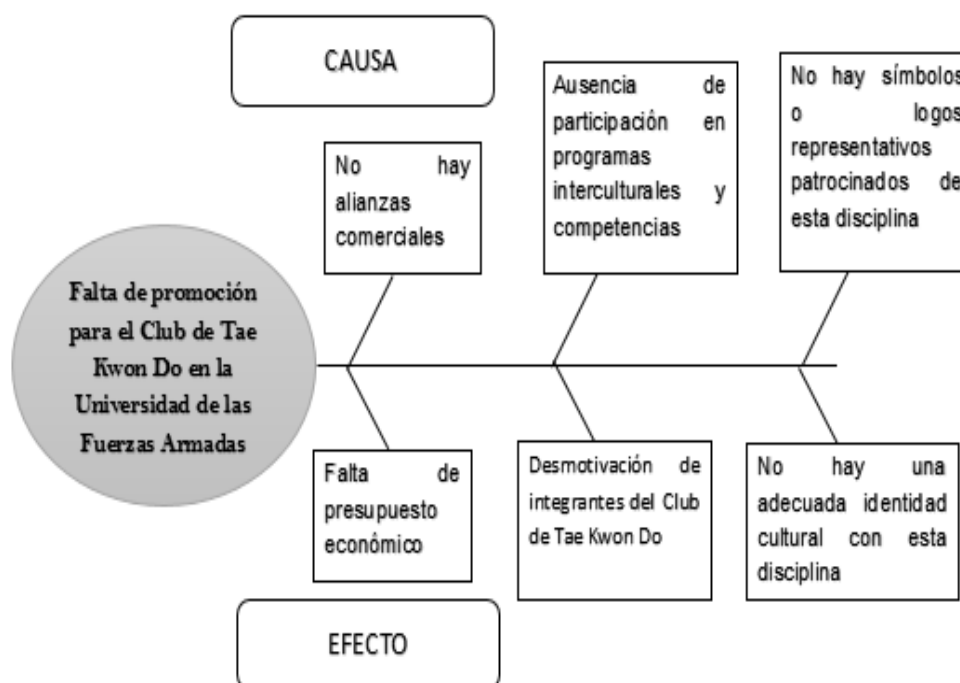 CAUSA
No hay
alianzas
comerciales
Ausencia de
participación en
programas
interculturales y
competencias
No hay símbolos
o logos
representativos
patrocinados de
esta disciplina
Falta de promoción
para el Club de Tae
Kwon Do en la
Universidad de las
Fuerzas Armadas
Falta de
presupuesto
económico
Desmotivación de
integrantes del Club
de Tae Kwon Do
No hay una
adecuada identidad
cultural con esta
disciplina
EFECTO